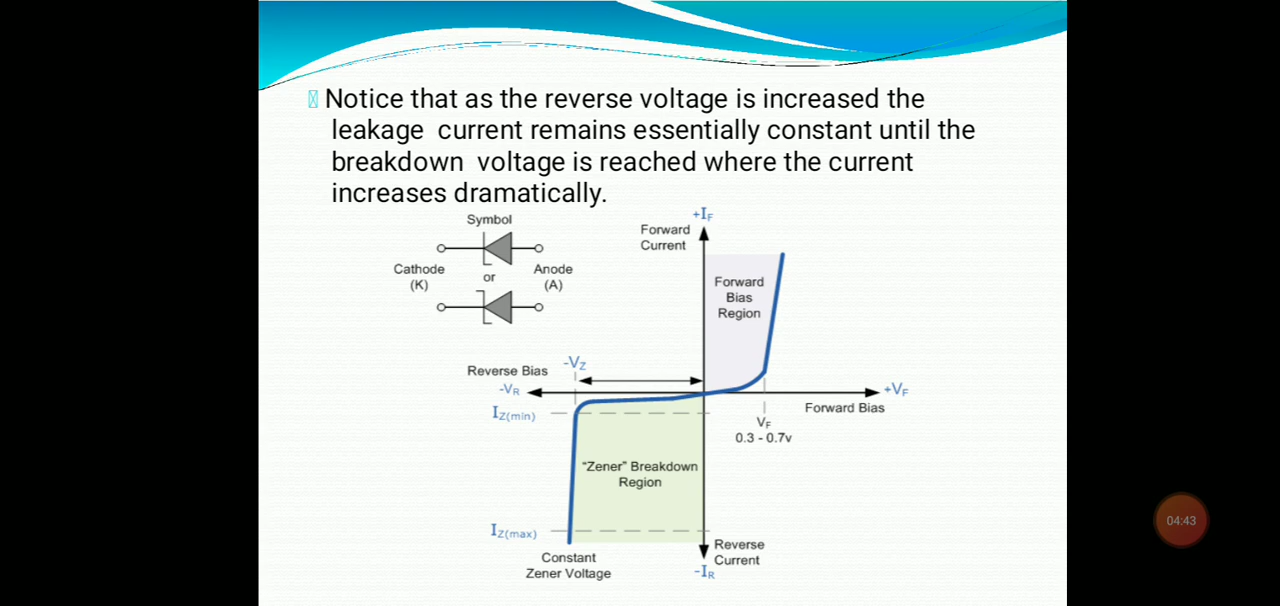 Notice that as the reverse voltage is increased the
leakage current remains essentially constant until the
breakdown voltage is reached where the current
increases dramatically.
Symbol
Cathode
(K)
or
Anode
(A)
+IF
Forward
Current
Forward
Bias
Region
-VZ
Reverse Bias
-VR
+VF
Forward Bias
IZ(min)
VF
0.3 - 0.7v
"Zener" Breakdown
Region
IZ(max)
Constant
Zener Voltage
Reverse
Current
-IR
04:43